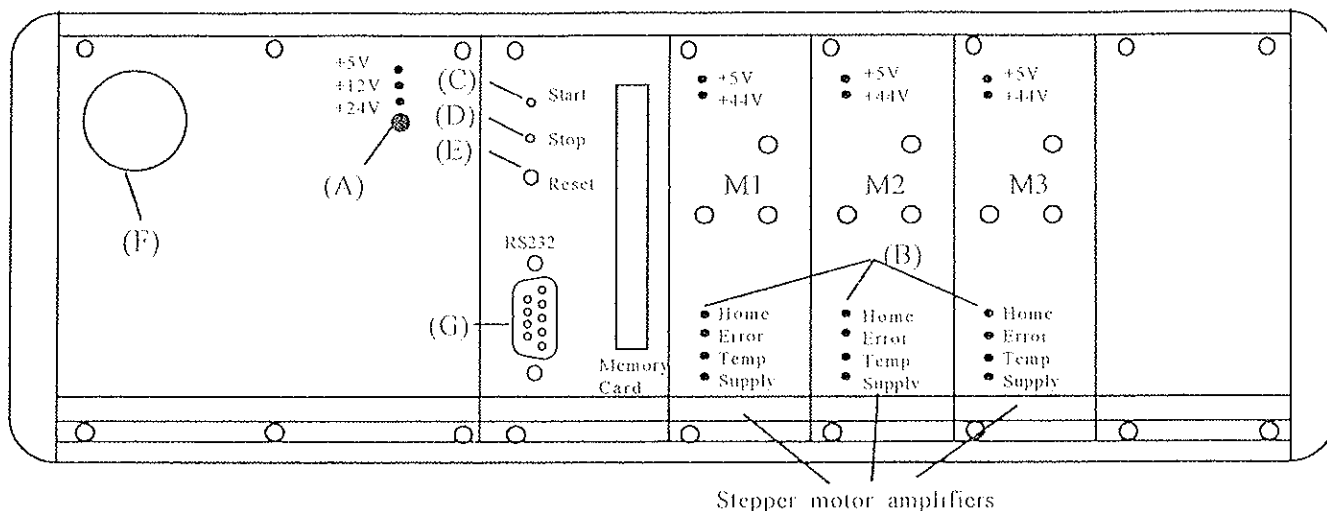 +5V
+12V
+24V
(A)
(F)
(C)
(D)
(E)
Start
Stop
Reset
RS232
(G)
Memory
Card
+5V
+44V
M1
Home
Error
Temp
Supply
+5V
+44V
M2
(B)
Home
Error
Temp
Supply
+5V
+44V
M3
Home
Error
Temp
Supply
Stepper motor amplifiers